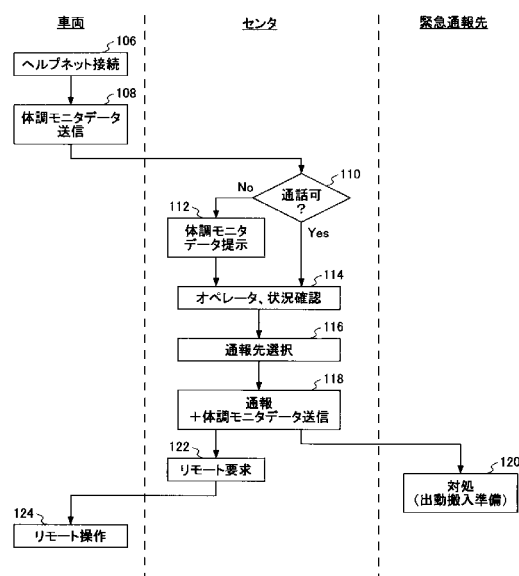 車両
センタ
緊急通報先
106
ヘルプネット接続
108
体調モニタデータ
送信
110
通話可
?
No
Yes
112
体調モニタ
データ提示
114
オペレータ、状況確認
116
通報先選択
118
通報
+体調モニタデータ送信
122
リモート要求
120
対処
(出動搬入準備)
124
リモート操作